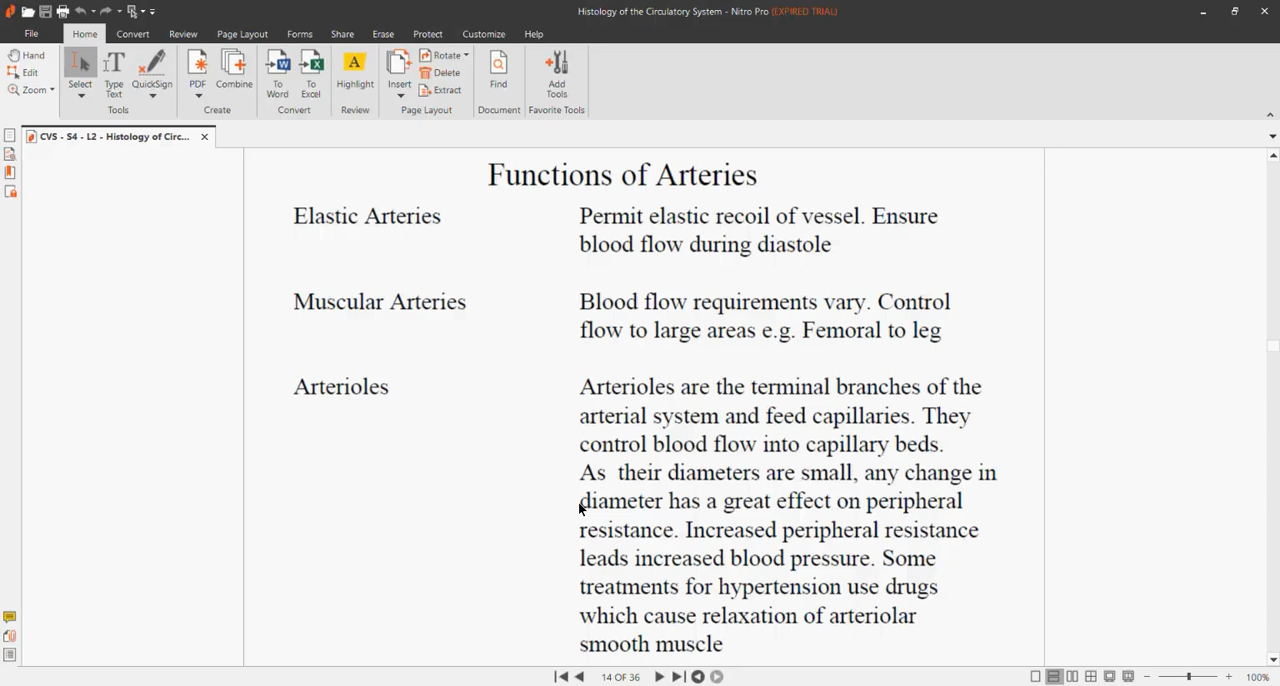 Histology of the Circulatory System - Nitro Pro (EXPIRED TRIAL)
File Home Convert Review Page Layout Forms Share Erase Protect Customize Help
Hand
Edit
Zoom
Select
Type Text
QuickSign
Tools
PDF
Combine
Create
To Word
To Excel
Convert
Highlight
Review
Insert
Rotate
Delete
Extract
Page Layout
Find
Document
Add Tools
Favorite Tools
CVS - S4 - L2 - Histology of Circ...
Functions of Arteries
Elastic Arteries
Permit elastic recoil of vessel. Ensure
blood flow during diastole
Muscular Arteries
Blood flow requirements vary. Control
flow to large areas e.g. Femoral to leg
Arterioles
Arterioles are the terminal branches of the
arterial system and feed capillaries. They
control blood flow into capillary beds.
As their diameters are small, any change in
diameter has a great effect on peripheral
resistance. Increased peripheral resistance
leads increased blood pressure. Some
treatments for hypertension use drugs
which cause relaxation of arteriolar
smooth muscle
14 OF 36
100%